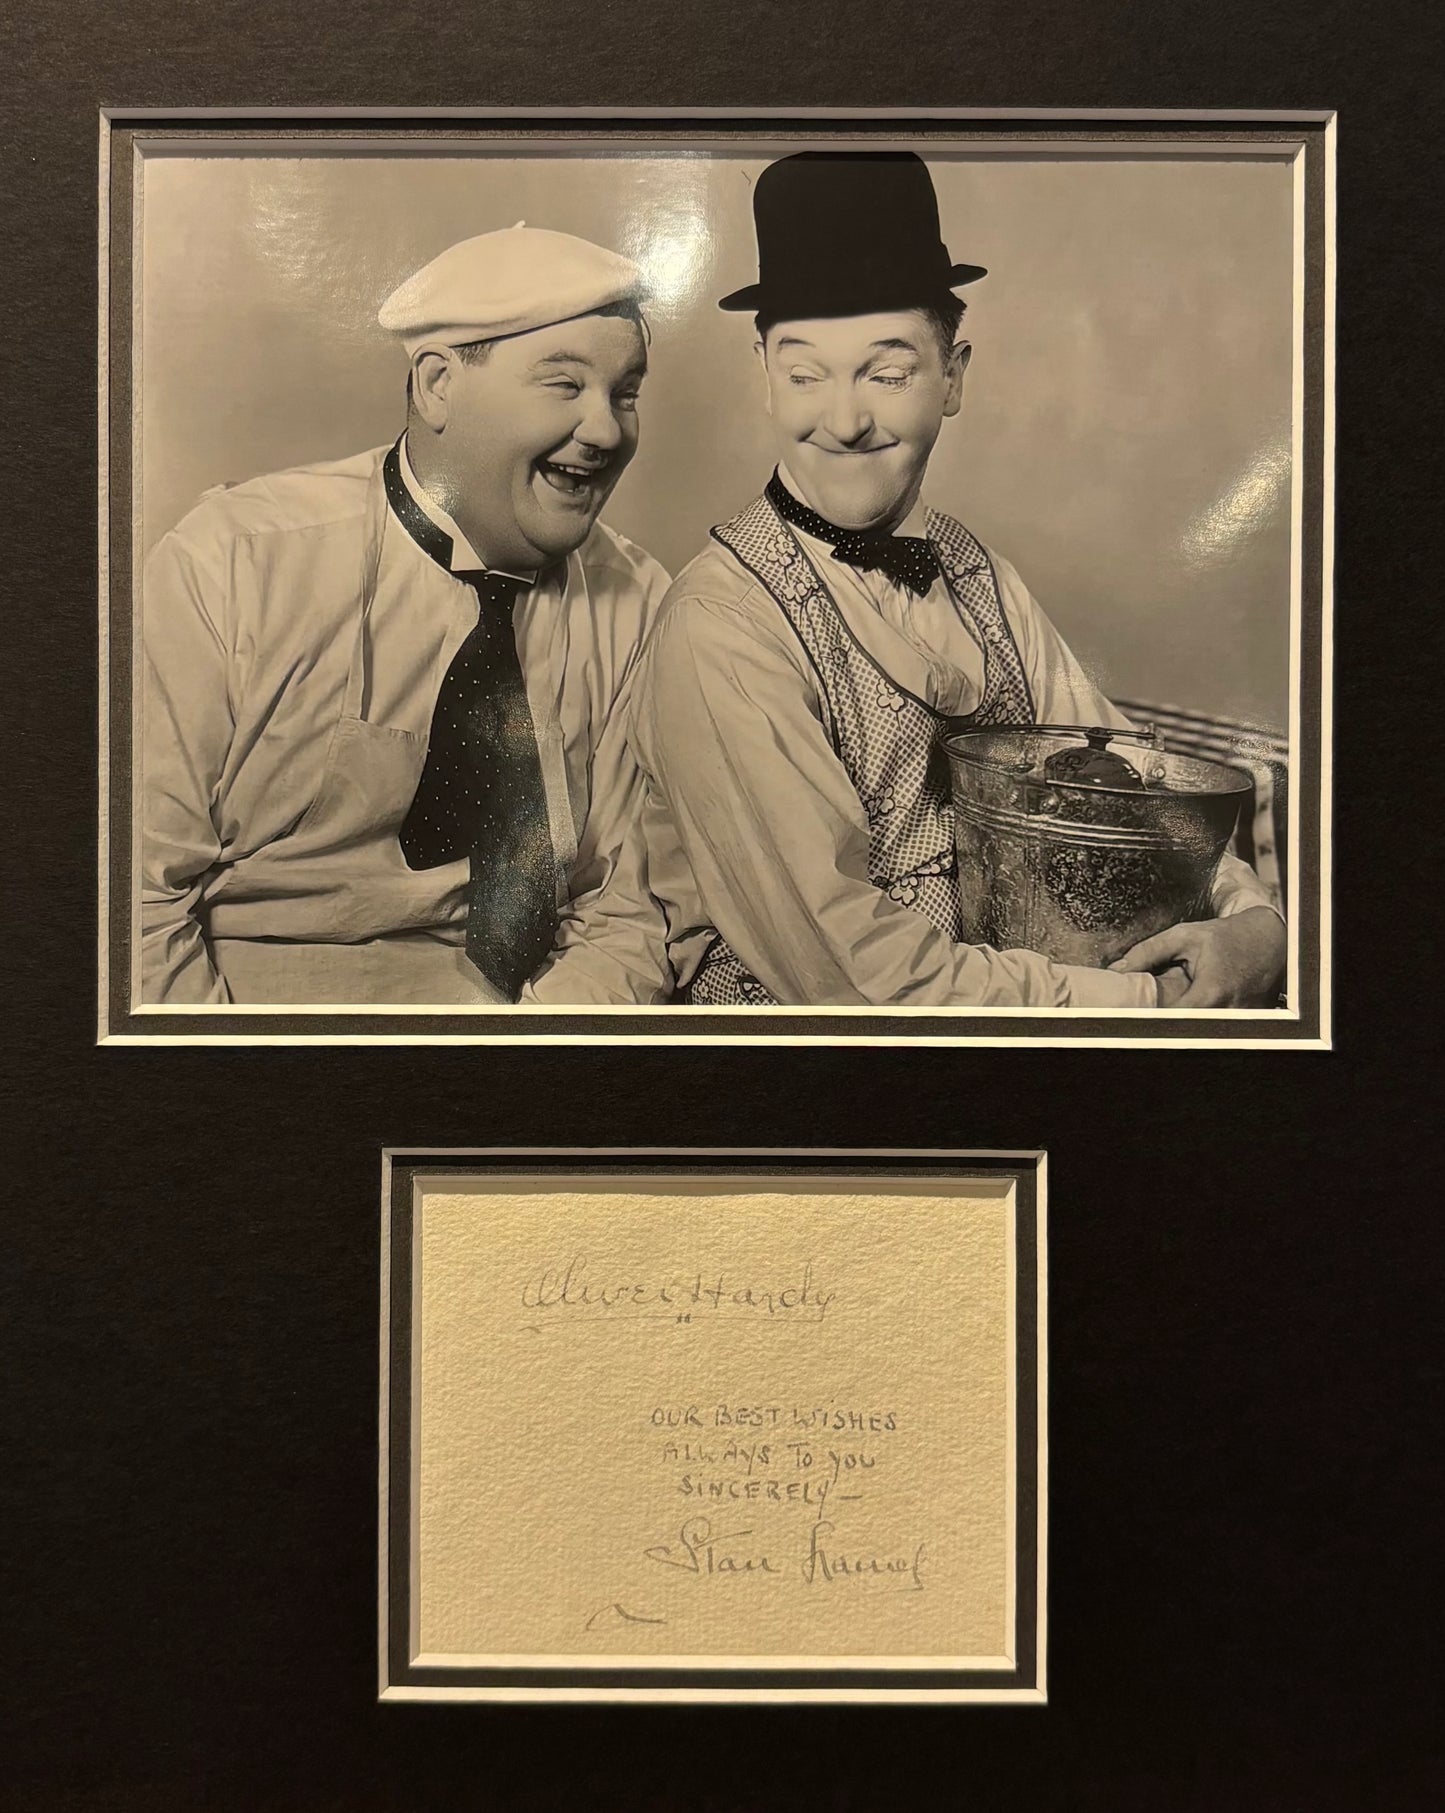 Oliver Hardy
OUR BEST WiSHES
ALWAYS To you
SiNCERELY—
Stan Laurel